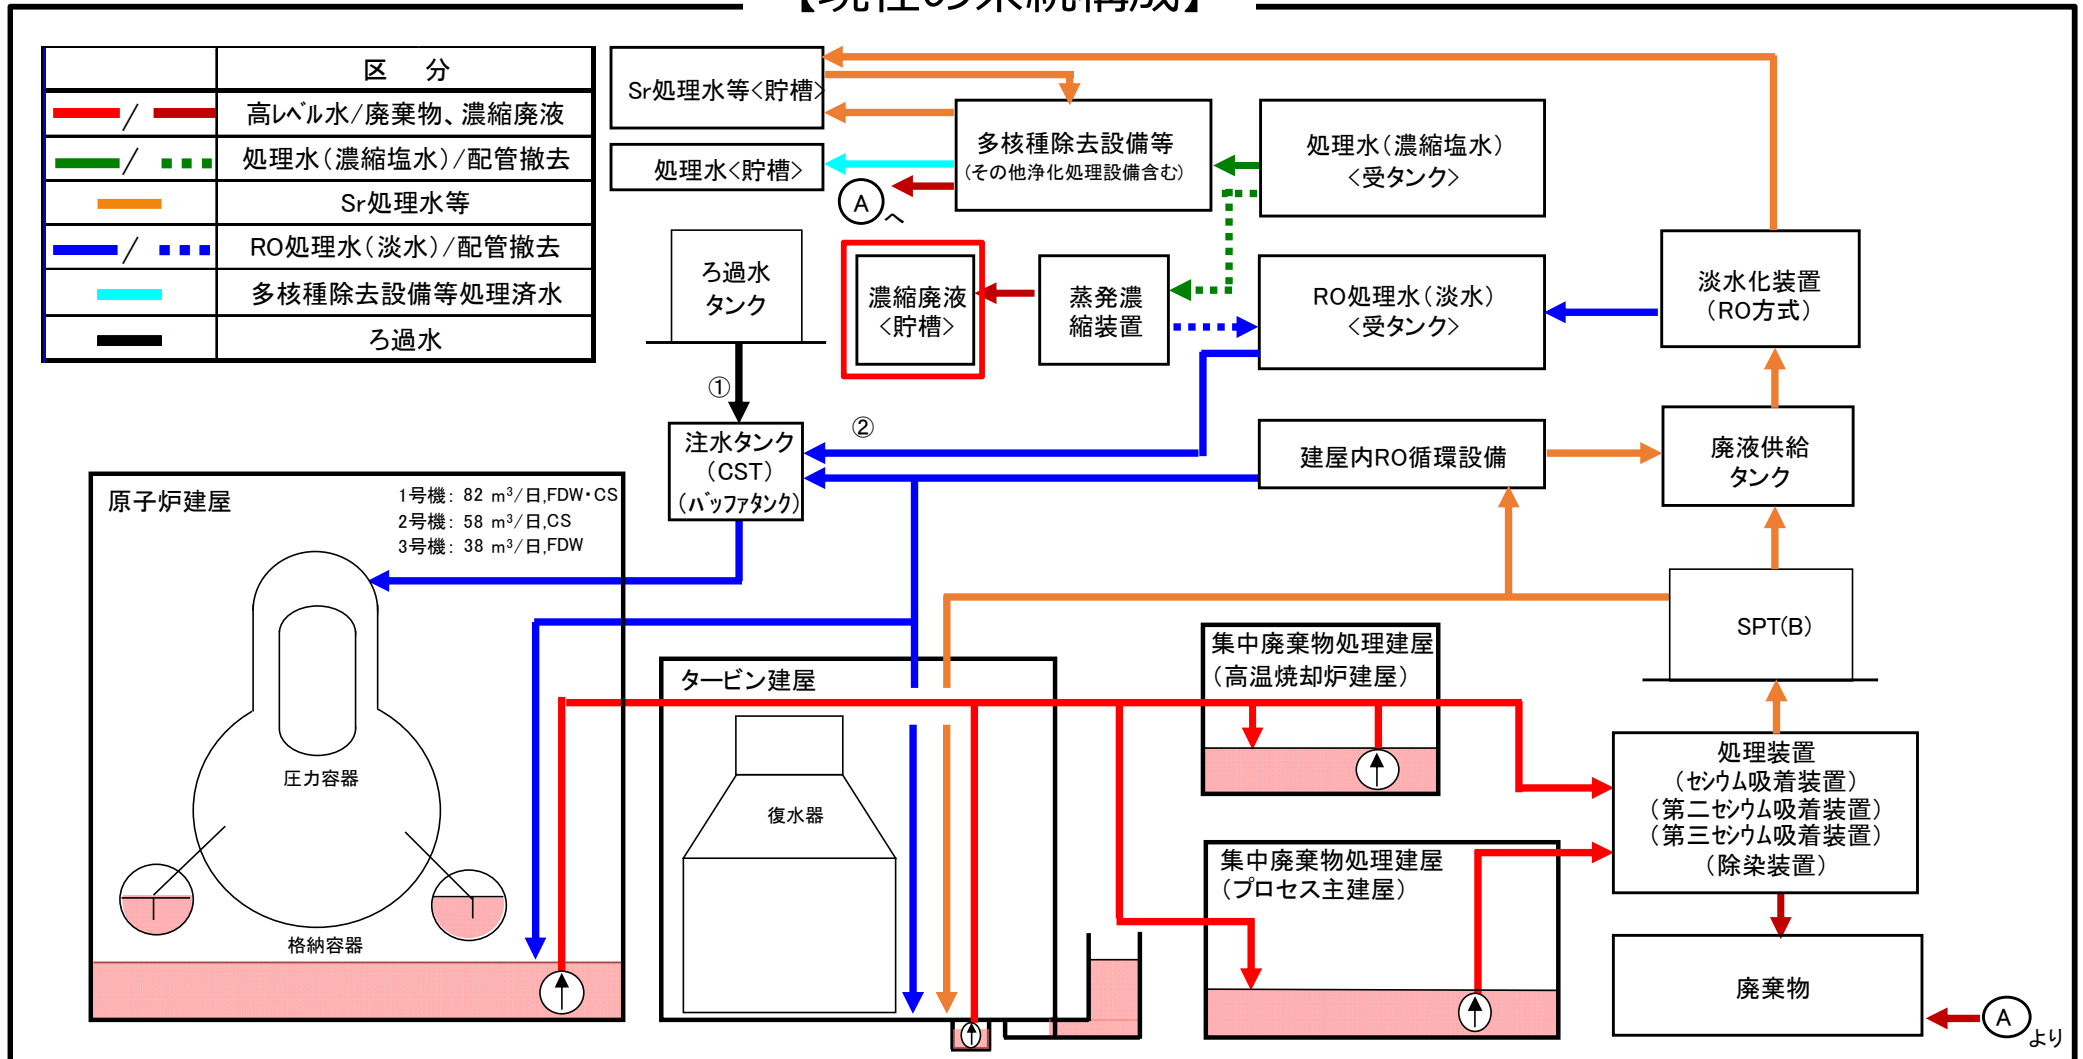 【現在の系統構成】
区 分
高レベル水/廃棄物、濃縮廃液
処理水(濃縮塩水)/配管撤去
Sr処理水等
RO処理水(淡水)/配管撤去
多核種除去設備等処理済水
ろ過水
Sr処理水等<貯槽>
処理水<貯槽>
A
へ
多核種除去設備等
(その他浄化処理設備含む)
処理水(濃縮塩水)
<受タンク>
ろ過水
タンク
濃縮廃液
<貯槽>
蒸発濃
縮装置
RO処理水(淡水)
<受タンク>
淡水化装置
(RO方式)
①
②
注水タンク
(CST)
(バッファタンク)
建屋内RO循環設備
廃液供給
タンク
原子炉建屋
1号機: 82 m³/日,FDW・CS
2号機: 58 m³/日,CS
3号機: 38 m³/日,FDW
SPT(B)
タービン建屋
集中廃棄物処理建屋
(高温焼却炉建屋)
圧力容器
復水器
処理装置
(セシウム吸着装置)
(第二セシウム吸着装置)
(第三セシウム吸着装置)
(除染装置)
集中廃棄物処理建屋
(プロセス主建屋)
格納容器
廃棄物
A
より